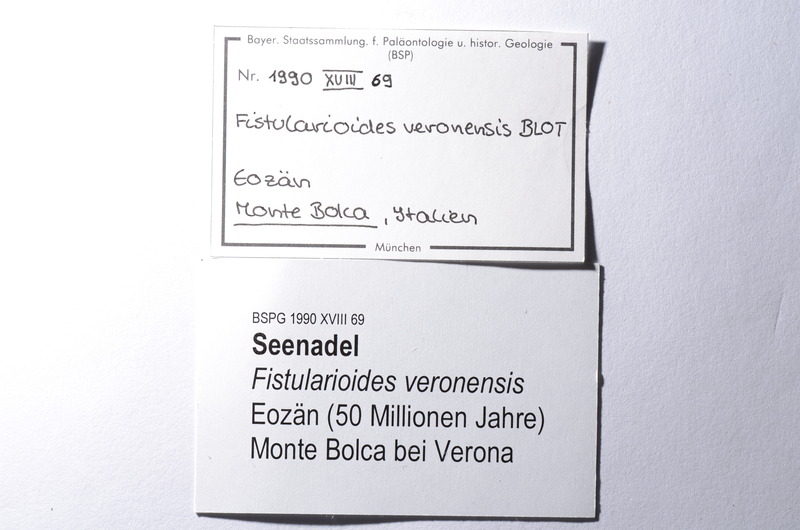 Bayer. Staatssammlung. f. Paläontologie u. histor. Geologie
(BSP)
Nr. 1990 XVIII 69
Fistularioides veronensis BLOT
Eozän
Monte Bolca, Italien
München
BSPG 1990 XVIII 69
Seenadel
Fistularioides veronensis
Eozän (50 Millionen Jahre)
Monte Bolca bei Verona